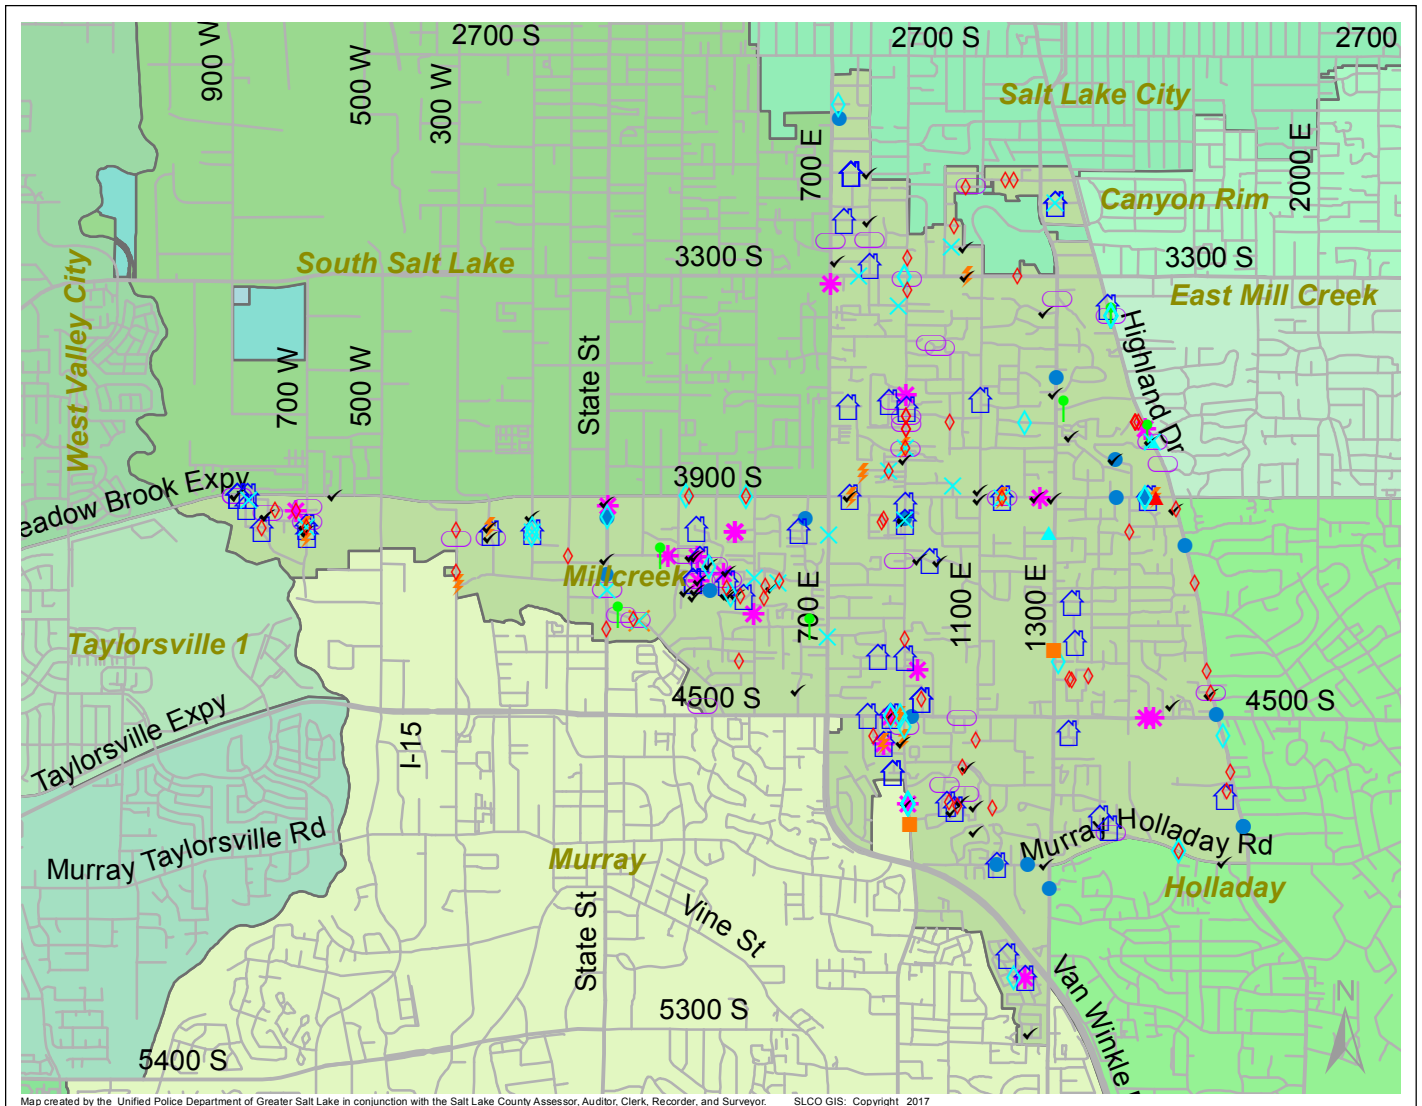 2700 S
2700 S
2700
900 W
500 W
300 W
Salt Lake City
700 E
2000 E
Canyon Rim
South Salt Lake
3300 S
3300 S
West Valley City
East Mill Creek
Highland Dr
State St
700 W
500 W
3900 S
eadow Brook Expy
Millcreek
700 E
1100 E
1300 E
Taylorsville 1
4500 S
4500 S
Taylorsville Expy
I-15
Murray Taylorsville Rd
Murray
Murray Holladay Rd
Holladay
State St
Vine St
Van Winkle
5300 S
N
5400 S
Map created by the Unified Police Department of Greater Salt Lake in conjunction with the Salt Lake County Assessor, Auditor, Clerk, Recorder, and Surveyor. SLCO GIS: Copyright 2017